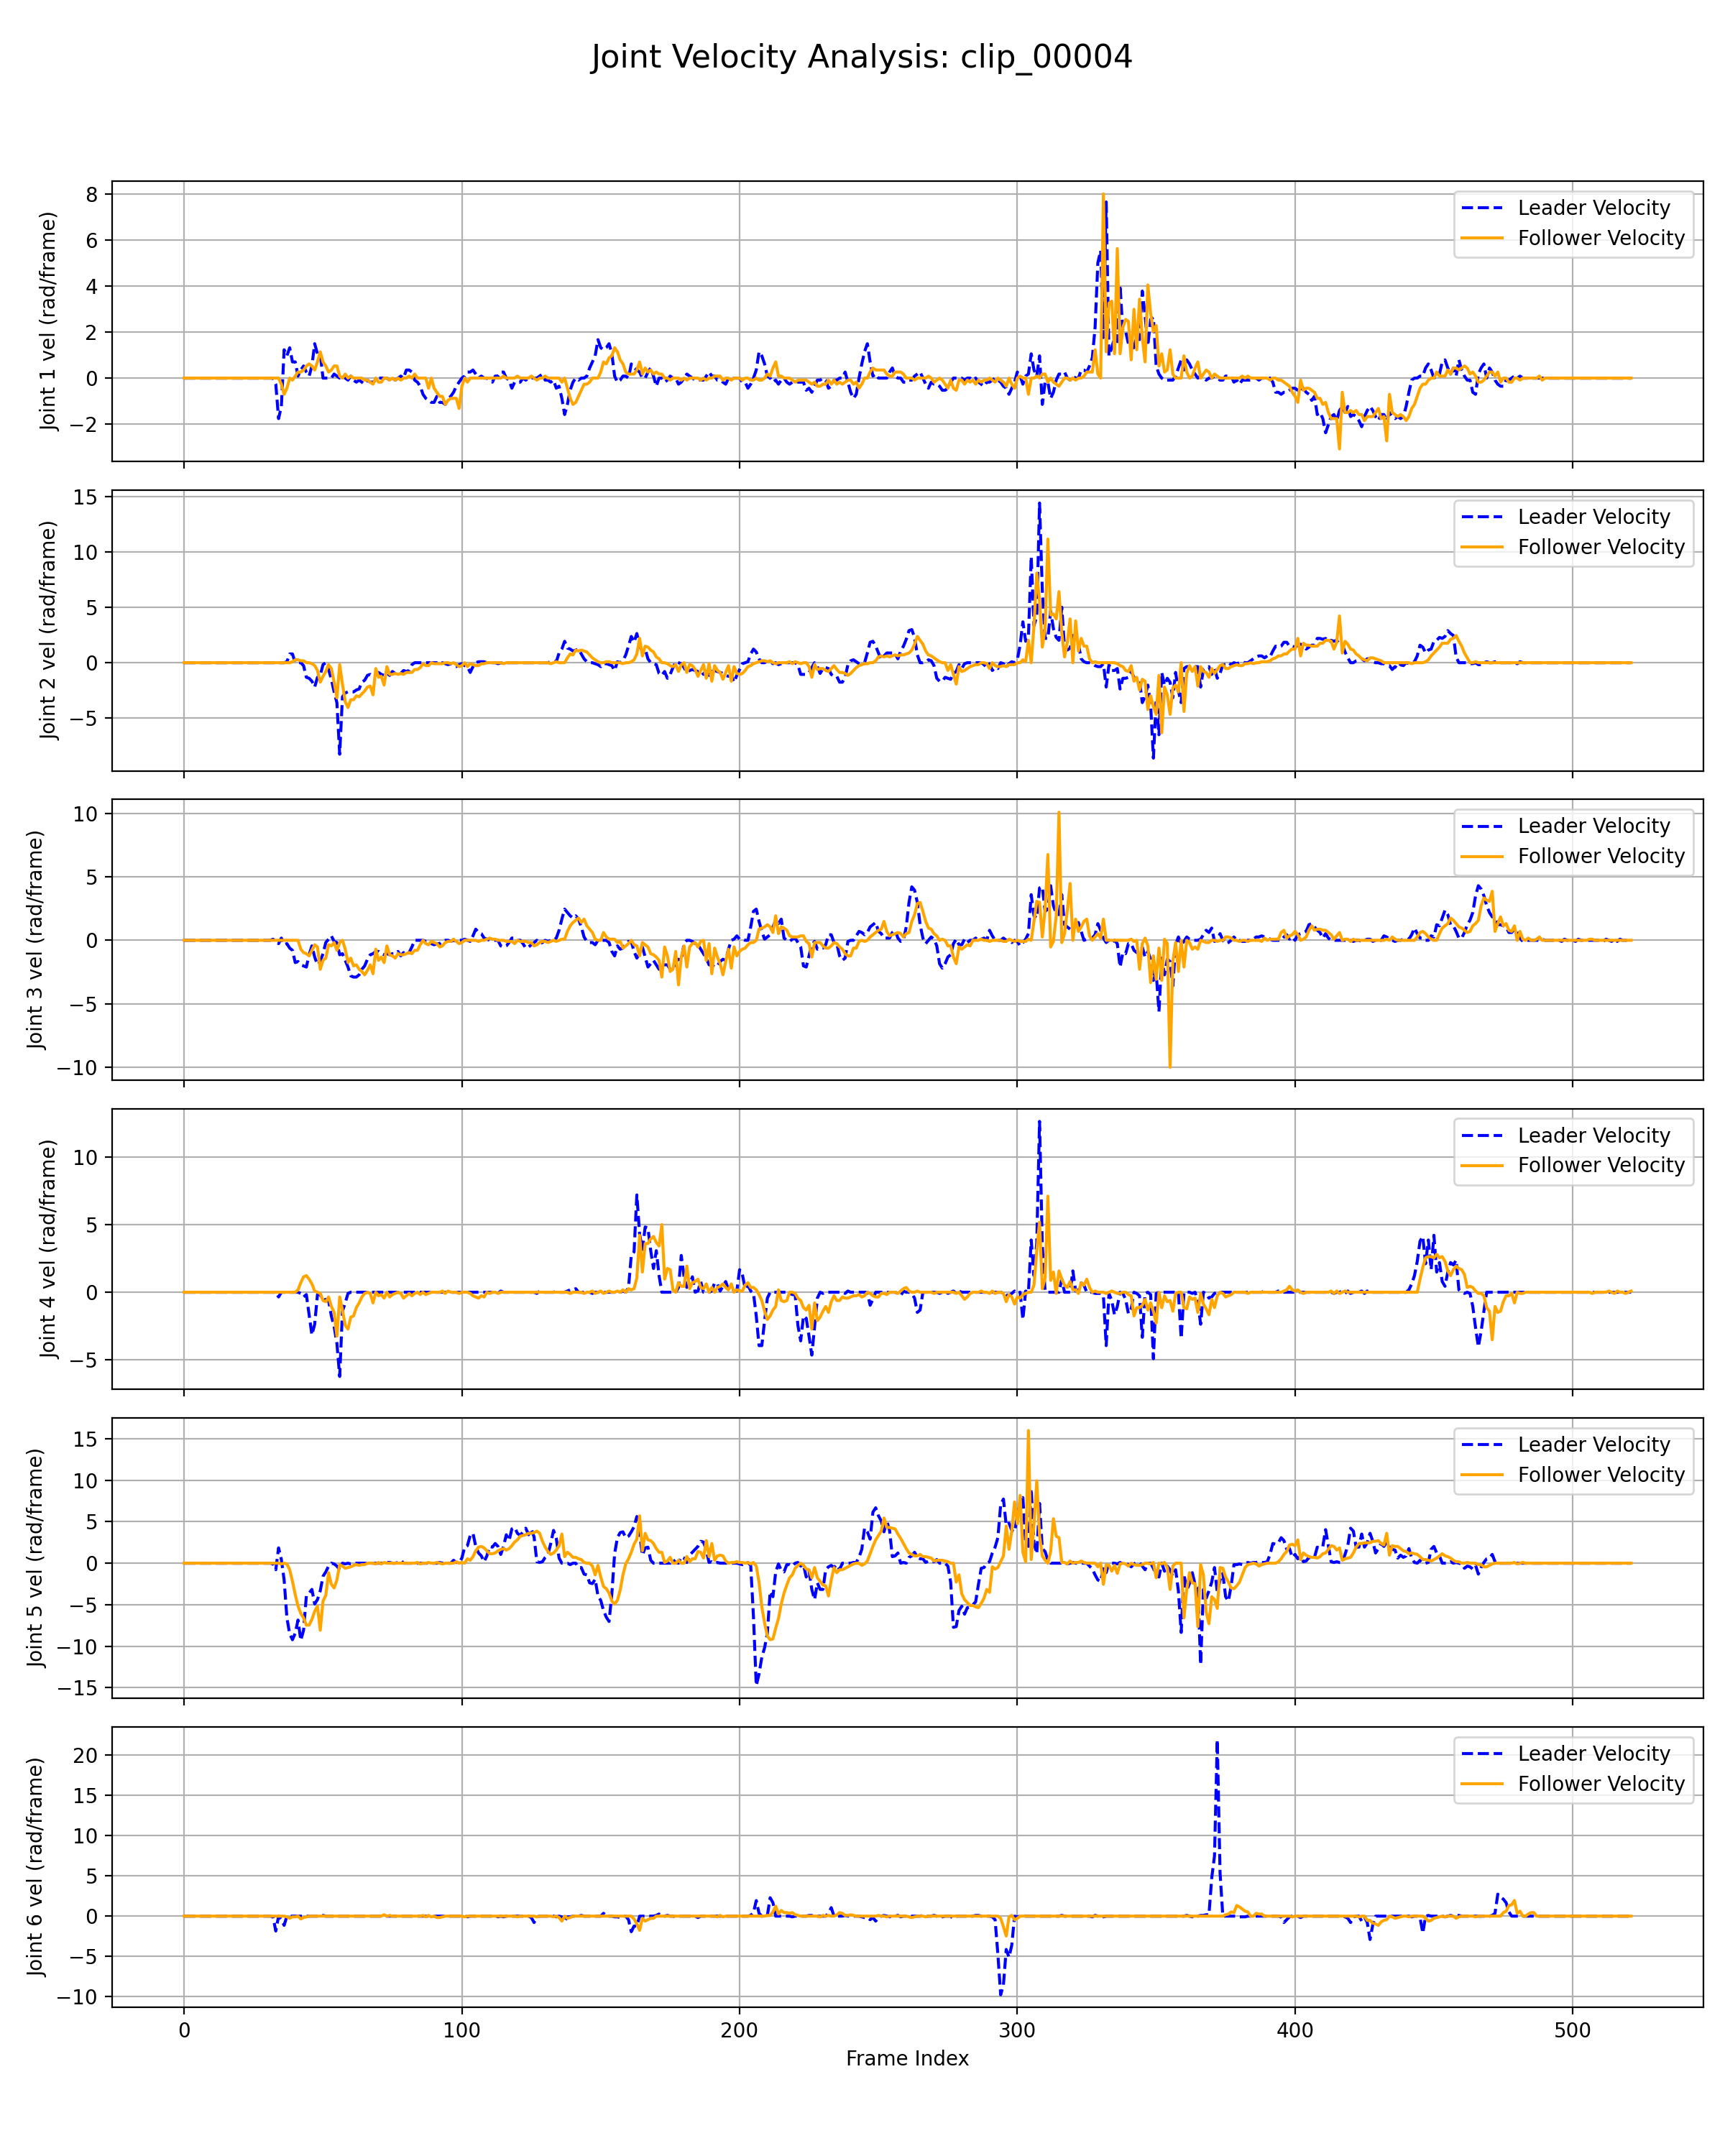 Joint Velocity Analysis: clip_00004
Joint 1 vel (rad/frame)
8
6
4
2
0
−2
Leader Velocity
Follower Velocity
Joint 2 vel (rad/frame)
15
10
5
0
−5
Leader Velocity
Follower Velocity
Joint 3 vel (rad/frame)
10
5
0
−5
−10
Leader Velocity
Follower Velocity
Joint 4 vel (rad/frame)
10
5
0
−5
Leader Velocity
Follower Velocity
Joint 5 vel (rad/frame)
15
10
5
0
−5
−10
−15
Leader Velocity
Follower Velocity
Joint 6 vel (rad/frame)
20
15
10
5
0
−5
−10
Leader Velocity
Follower Velocity
0 100 200 300 400 500
Frame Index